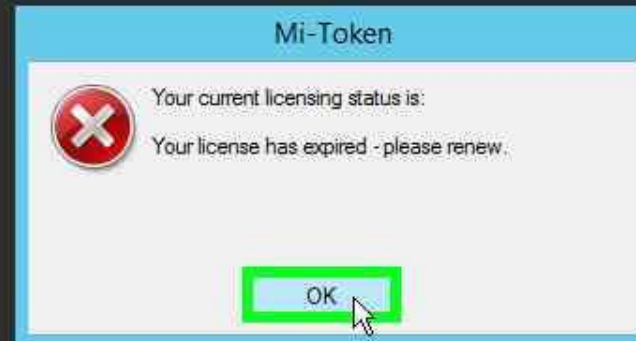 Mi-Token
Your current licensing status is:
Your license has expired - please renew.
OK